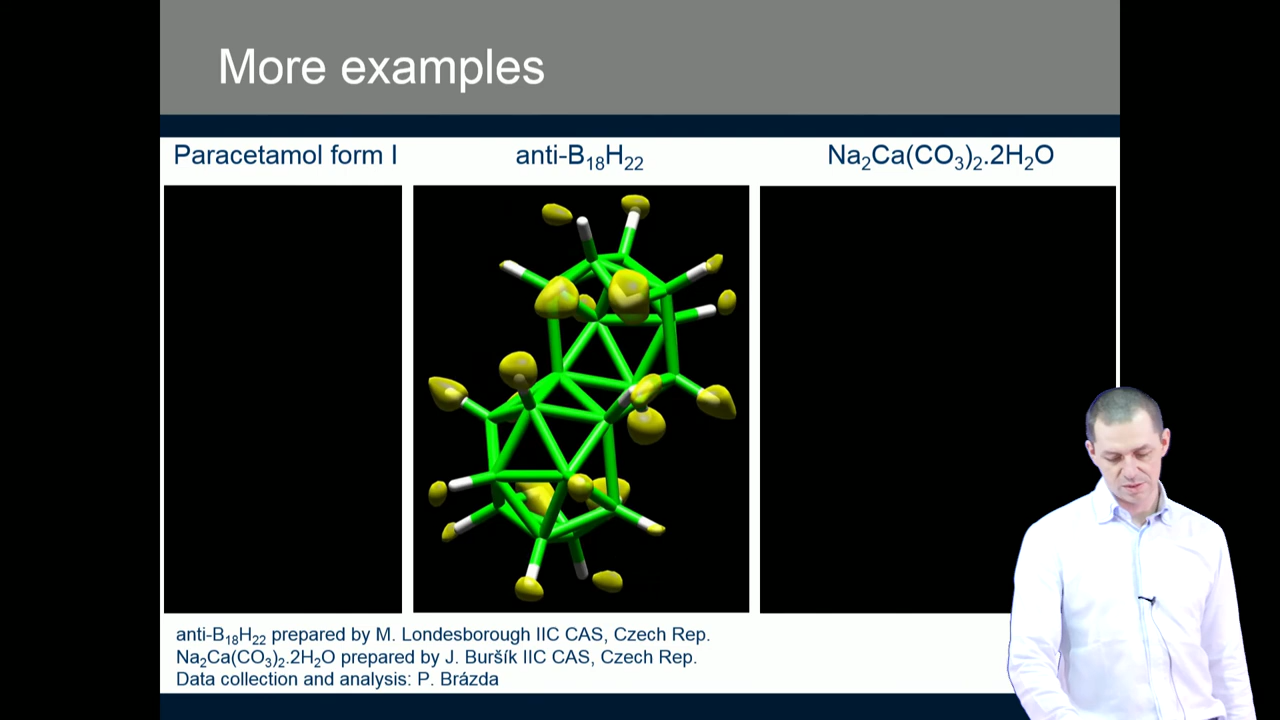 More examples
Paracetamol form I
anti-B₁₈H₂₂
Na₂Ca(CO₃)₂.2H₂O
anti-B₁₈H₂₂ prepared by M. Londesborough IIC CAS, Czech Rep.
Na₂Ca(CO₃)₂.2H₂O prepared by J. Buršík IIC CAS, Czech Rep.
Data collection and analysis: P. Brázda